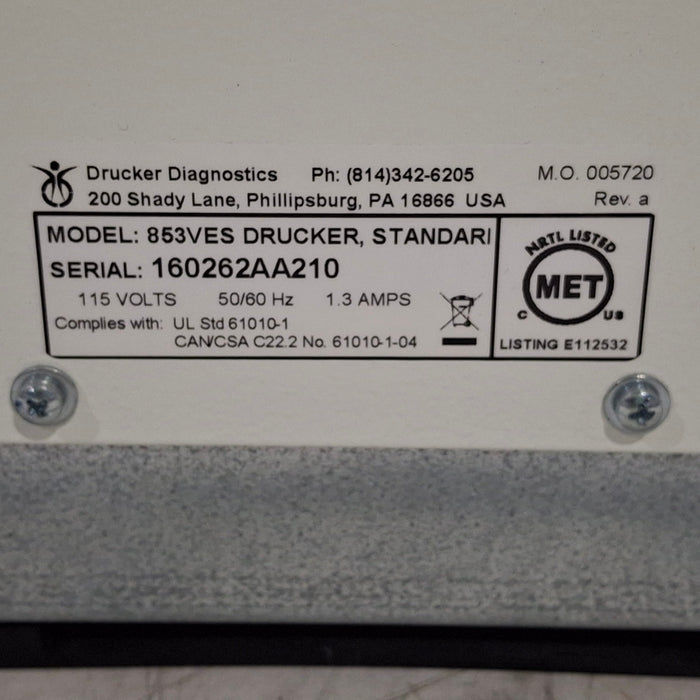 Drucker Diagnostics Ph: (814)342-6205 M.O. 005720
200 Shady Lane, Phillipsburg, PA 16866 USA Rev. a
MODEL: 853VES DRUCKER, STANDARI
SERIAL: 160262AA210
115 VOLTS 50/60 Hz 1.3 AMPS
Complies with: UL Std 61010-1
CAN/CSA C22.2 No. 61010-1-04
NRTL LISTED
MET
C US
LISTING E112532